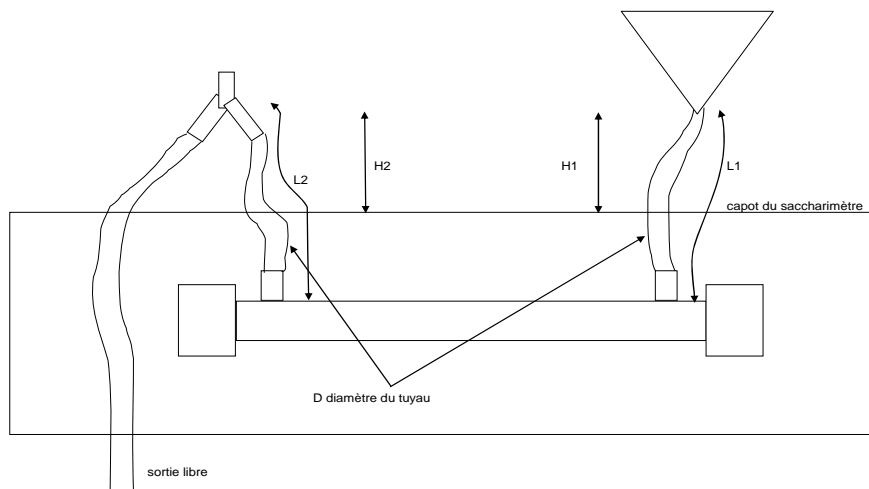 H2
H1
L2
L1
capot du saccharimètre
D diamètre du tuyau
sortie libre